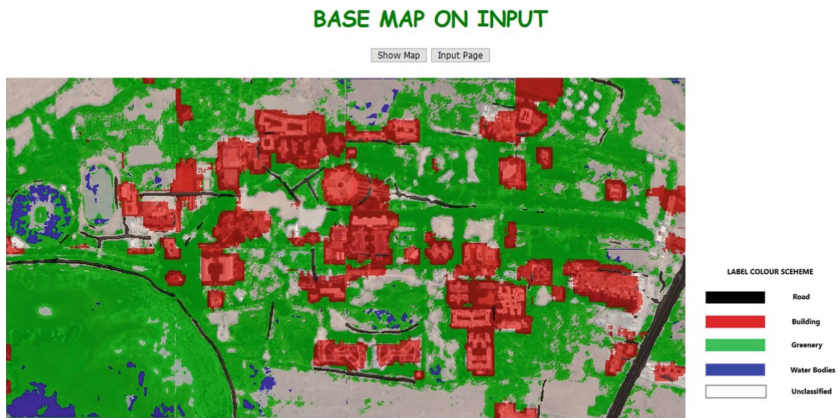 BASE MAP ON INPUT
Show Map Input Page
LABEL COLOUR SCEHEME
Road
Building
Greenery
Water Bodies
Unclassified